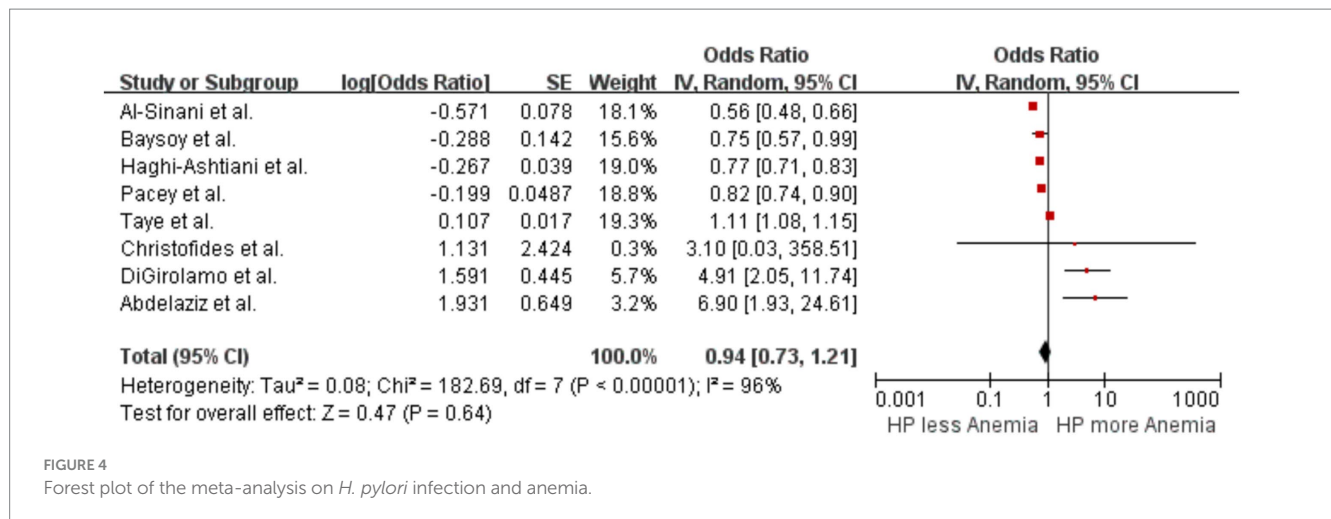 Odds Ratio Odds Ratio
Study or Subgroup log[Odds Ratio] SE Weight IV, Random, 95% CI IV, Random, 95% CI
Al-Sinani et al. -0.571 0.078 18.1% 0.56 [0.48, 0.66]
Baysoy et al. -0.288 0.142 15.6% 0.75 [0.57, 0.99]
Haghi-Ashtiani et al. -0.267 0.039 19.0% 0.77 [0.71, 0.83]
Pacey et al. -0.199 0.0487 18.8% 0.82 [0.74, 0.90]
Taye et al. 0.107 0.017 19.3% 1.11 [1.08, 1.15]
Christofides et al. 1.131 2.424 0.3% 3.10 [0.03, 358.51]
DiGirolamo et al. 1.591 0.445 5.7% 4.91 [2.05, 11.74]
Abdelaziz et al. 1.931 0.649 3.2% 6.90 [1.93, 24.61]
Total (95% CI) 100.0% 0.94 [0.73, 1.21]
Heterogeneity: Tau² = 0.08; Chi² = 182.69, df = 7 (P < 0.00001); I² = 96%
Test for overall effect: Z = 0.47 (P = 0.64)
0.001 0.1 1 10 1000
HP less Anemia HP more Anemia
FIGURE 4
Forest plot of the meta-analysis on H. pylori infection and anemia.